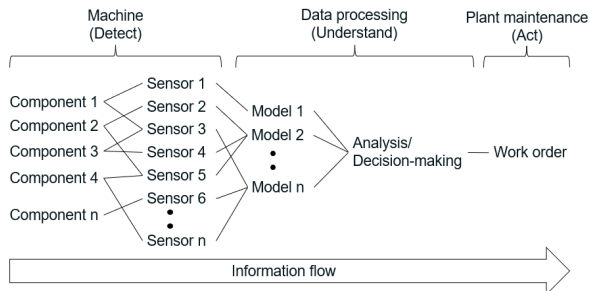 Machine
(Detect)
Data processing
(Understand)
Plant maintenance
(Act)
Component 1
Component 2
Component 3
Component 4
Component n
Sensor 1
Sensor 2
Sensor 3
Sensor 4
Sensor 5
Sensor 6
Sensor n
Model 1
Model 2
Model n
Analysis/
Decision-making
Work order
Information flow